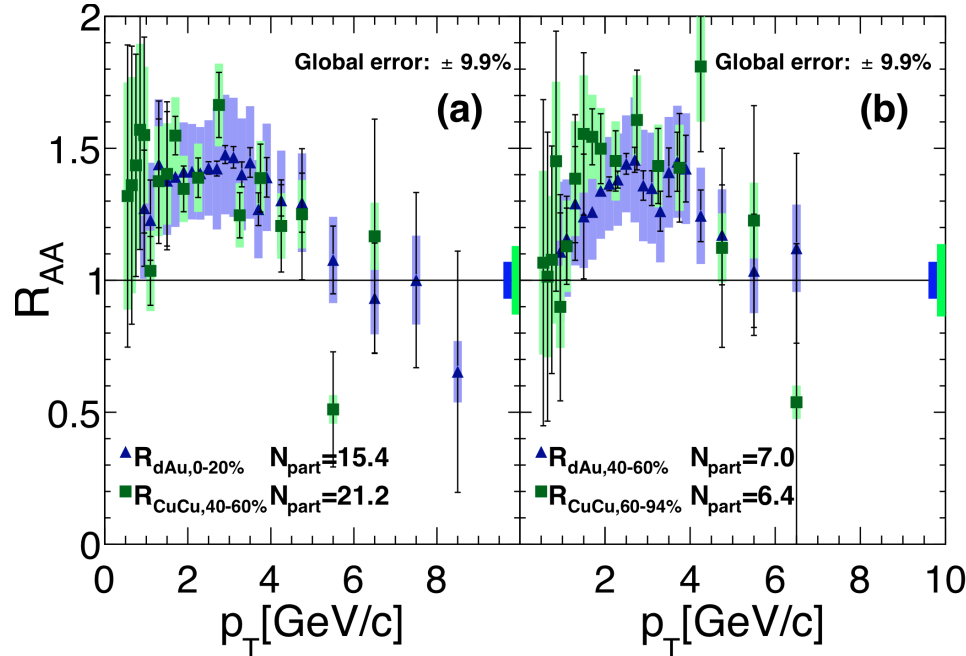 2
1.5
1
0.5
0
R_AA
Global error: ± 9.9%
(a)
R_dAu,0-20% N_part=15.4
R_CuCu,40-60% N_part=21.2
Global error: ± 9.9%
(b)
R_dAu,40-60% N_part=7.0
R_CuCu,60-94% N_part=6.4
0 2 4 6 8 2 4 6 8 10
p_T[GeV/c] p_T[GeV/c]